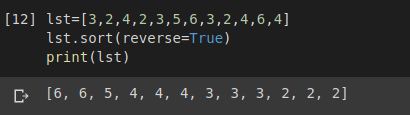 [12] lst=[3,2,4,2,3,5,6,3,2,4,6,4]
lst.sort(reverse=True)
print(lst)
[6, 6, 5, 4, 4, 4, 3, 3, 3, 2, 2, 2]